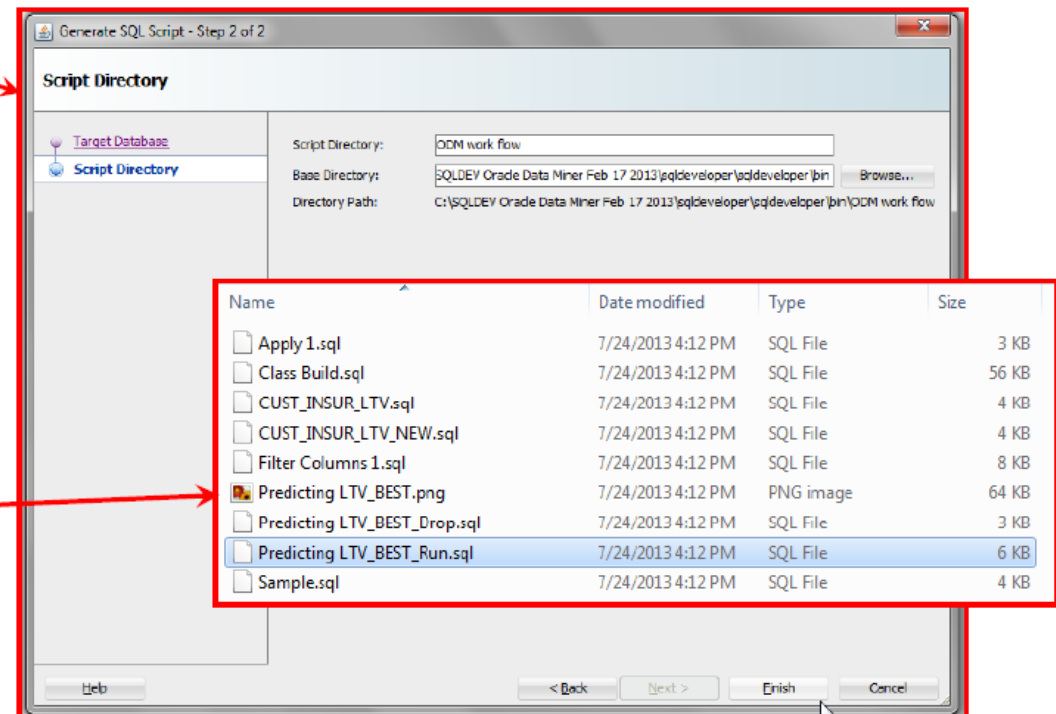 Generate SQL Script - Step 2 of 2
Script Directory
Target Database
Script Directory
Script Directory: ODM work flow
Base Directory: SQLDEV Oracle Data Miner Feb 17 2013\sqldeveloper\sqldeveloper\bin Browse...
Directory Path: C:\SQLDEV Oracle Data Miner Feb 17 2013\sqldeveloper\sqldeveloper\bin\ODM work flow
Name Date modified Type Size
Apply 1.sql 7/24/2013 4:12 PM SQL File 3 KB
Class Build.sql 7/24/2013 4:12 PM SQL File 56 KB
CUST_INSUR_LTV.sql 7/24/2013 4:12 PM SQL File 4 KB
CUST_INSUR_LTV_NEW.sql 7/24/2013 4:12 PM SQL File 4 KB
Filter Columns 1.sql 7/24/2013 4:12 PM SQL File 8 KB
Predicting LTV_BEST.png 7/24/2013 4:12 PM PNG image 64 KB
Predicting LTV_BEST_Drop.sql 7/24/2013 4:12 PM SQL File 3 KB
Predicting LTV_BEST_Run.sql 7/24/2013 4:12 PM SQL File 6 KB
Sample.sql 7/24/2013 4:12 PM SQL File 4 KB
Help < Back Next > Finish Cancel